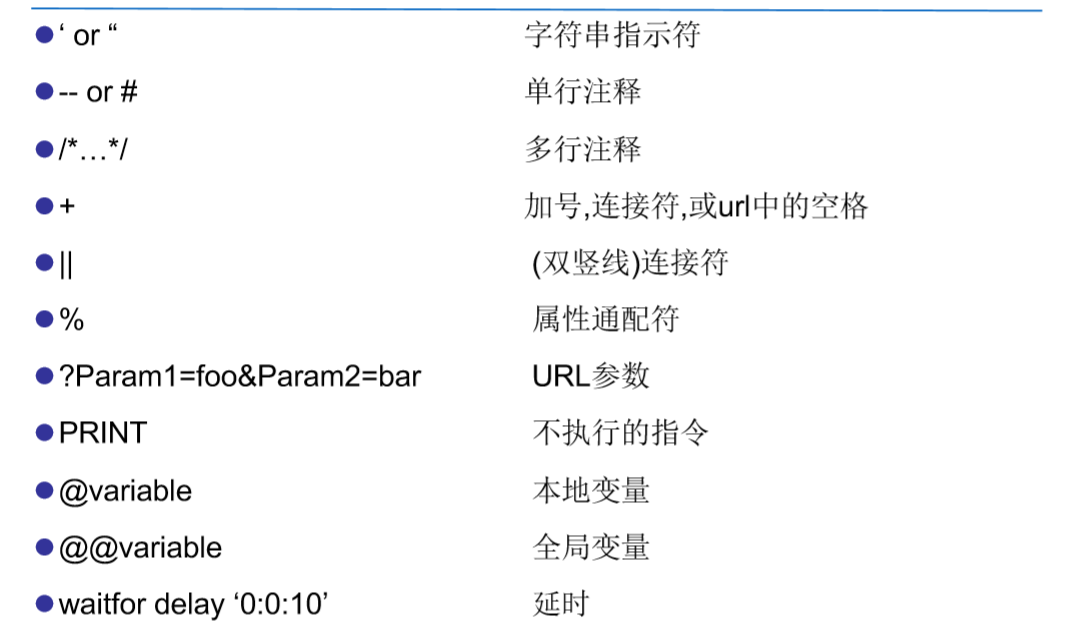 ● ‘ or “ 字符串指示符
● -- or # 单行注释
● /*…*/ 多行注释
● + 加号,连接符,或url中的空格
● || (双竖线)连接符
● % 属性通配符
● ?Param1=foo&Param2=bar URL参数
● PRINT 不执行的指令
● @variable 本地变量
● @@variable 全局变量
● waitfor delay ‘0:0:10’ 延时